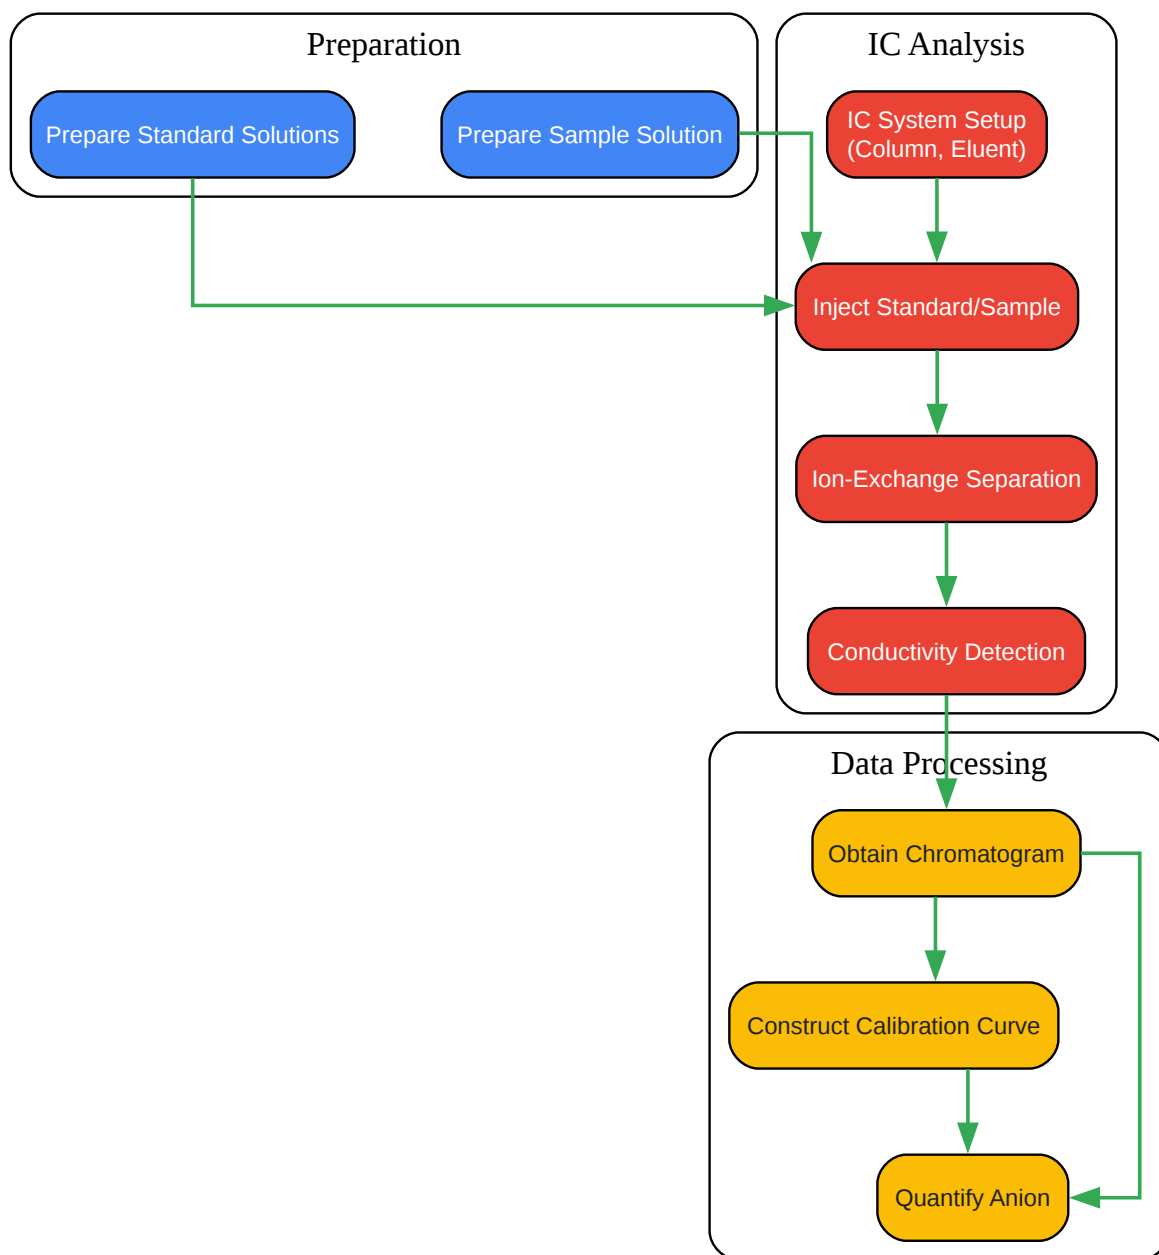 Preparation
Prepare Standard Solutions
Prepare Sample Solution
IC Analysis
IC System Setup
(Column, Eluent)
Inject Standard/Sample
Ion-Exchange Separation
Conductivity Detection
Data Processing
Obtain Chromatogram
Construct Calibration Curve
Quantify Anion